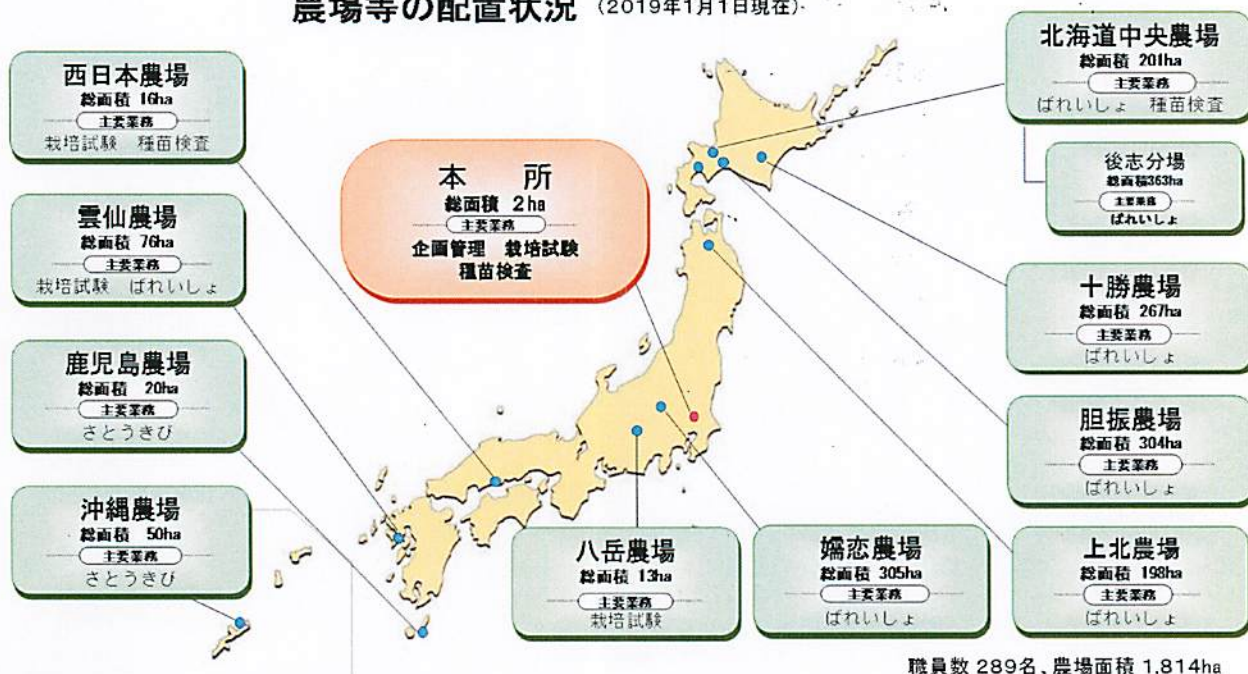 農場等の配置状況 (2019年1月1日現在)
西日本農場
総面積 16ha
主要業務
栽培試験 種苗検査
雲仙農場
総面積 76ha
主要業務
栽培試験 ばれいしょ
鹿児島農場
総面積 20ha
主要業務
さとうきび
沖縄農場
総面積 50ha
主要業務
さとうきび
本 所
総面積 2ha
主要業務
企画管理 栽培試験
種苗検査
北海道中央農場
総面積 201ha
主要業務
ばれいしょ 種苗検査
後志分場
総面積363ha
主要業務
ばれいしょ
十勝農場
総面積 267ha
主要業務
ばれいしょ
胆振農場
総面積 304ha
主要業務
ばれいしょ
上北農場
総面積 198ha
主要業務
ばれいしょ
八岳農場
総面積 13ha
主要業務
栽培試験
嬬恋農場
総面積 305ha
主要業務
ばれいしょ
職員数 289名、農場面積 1,814ha